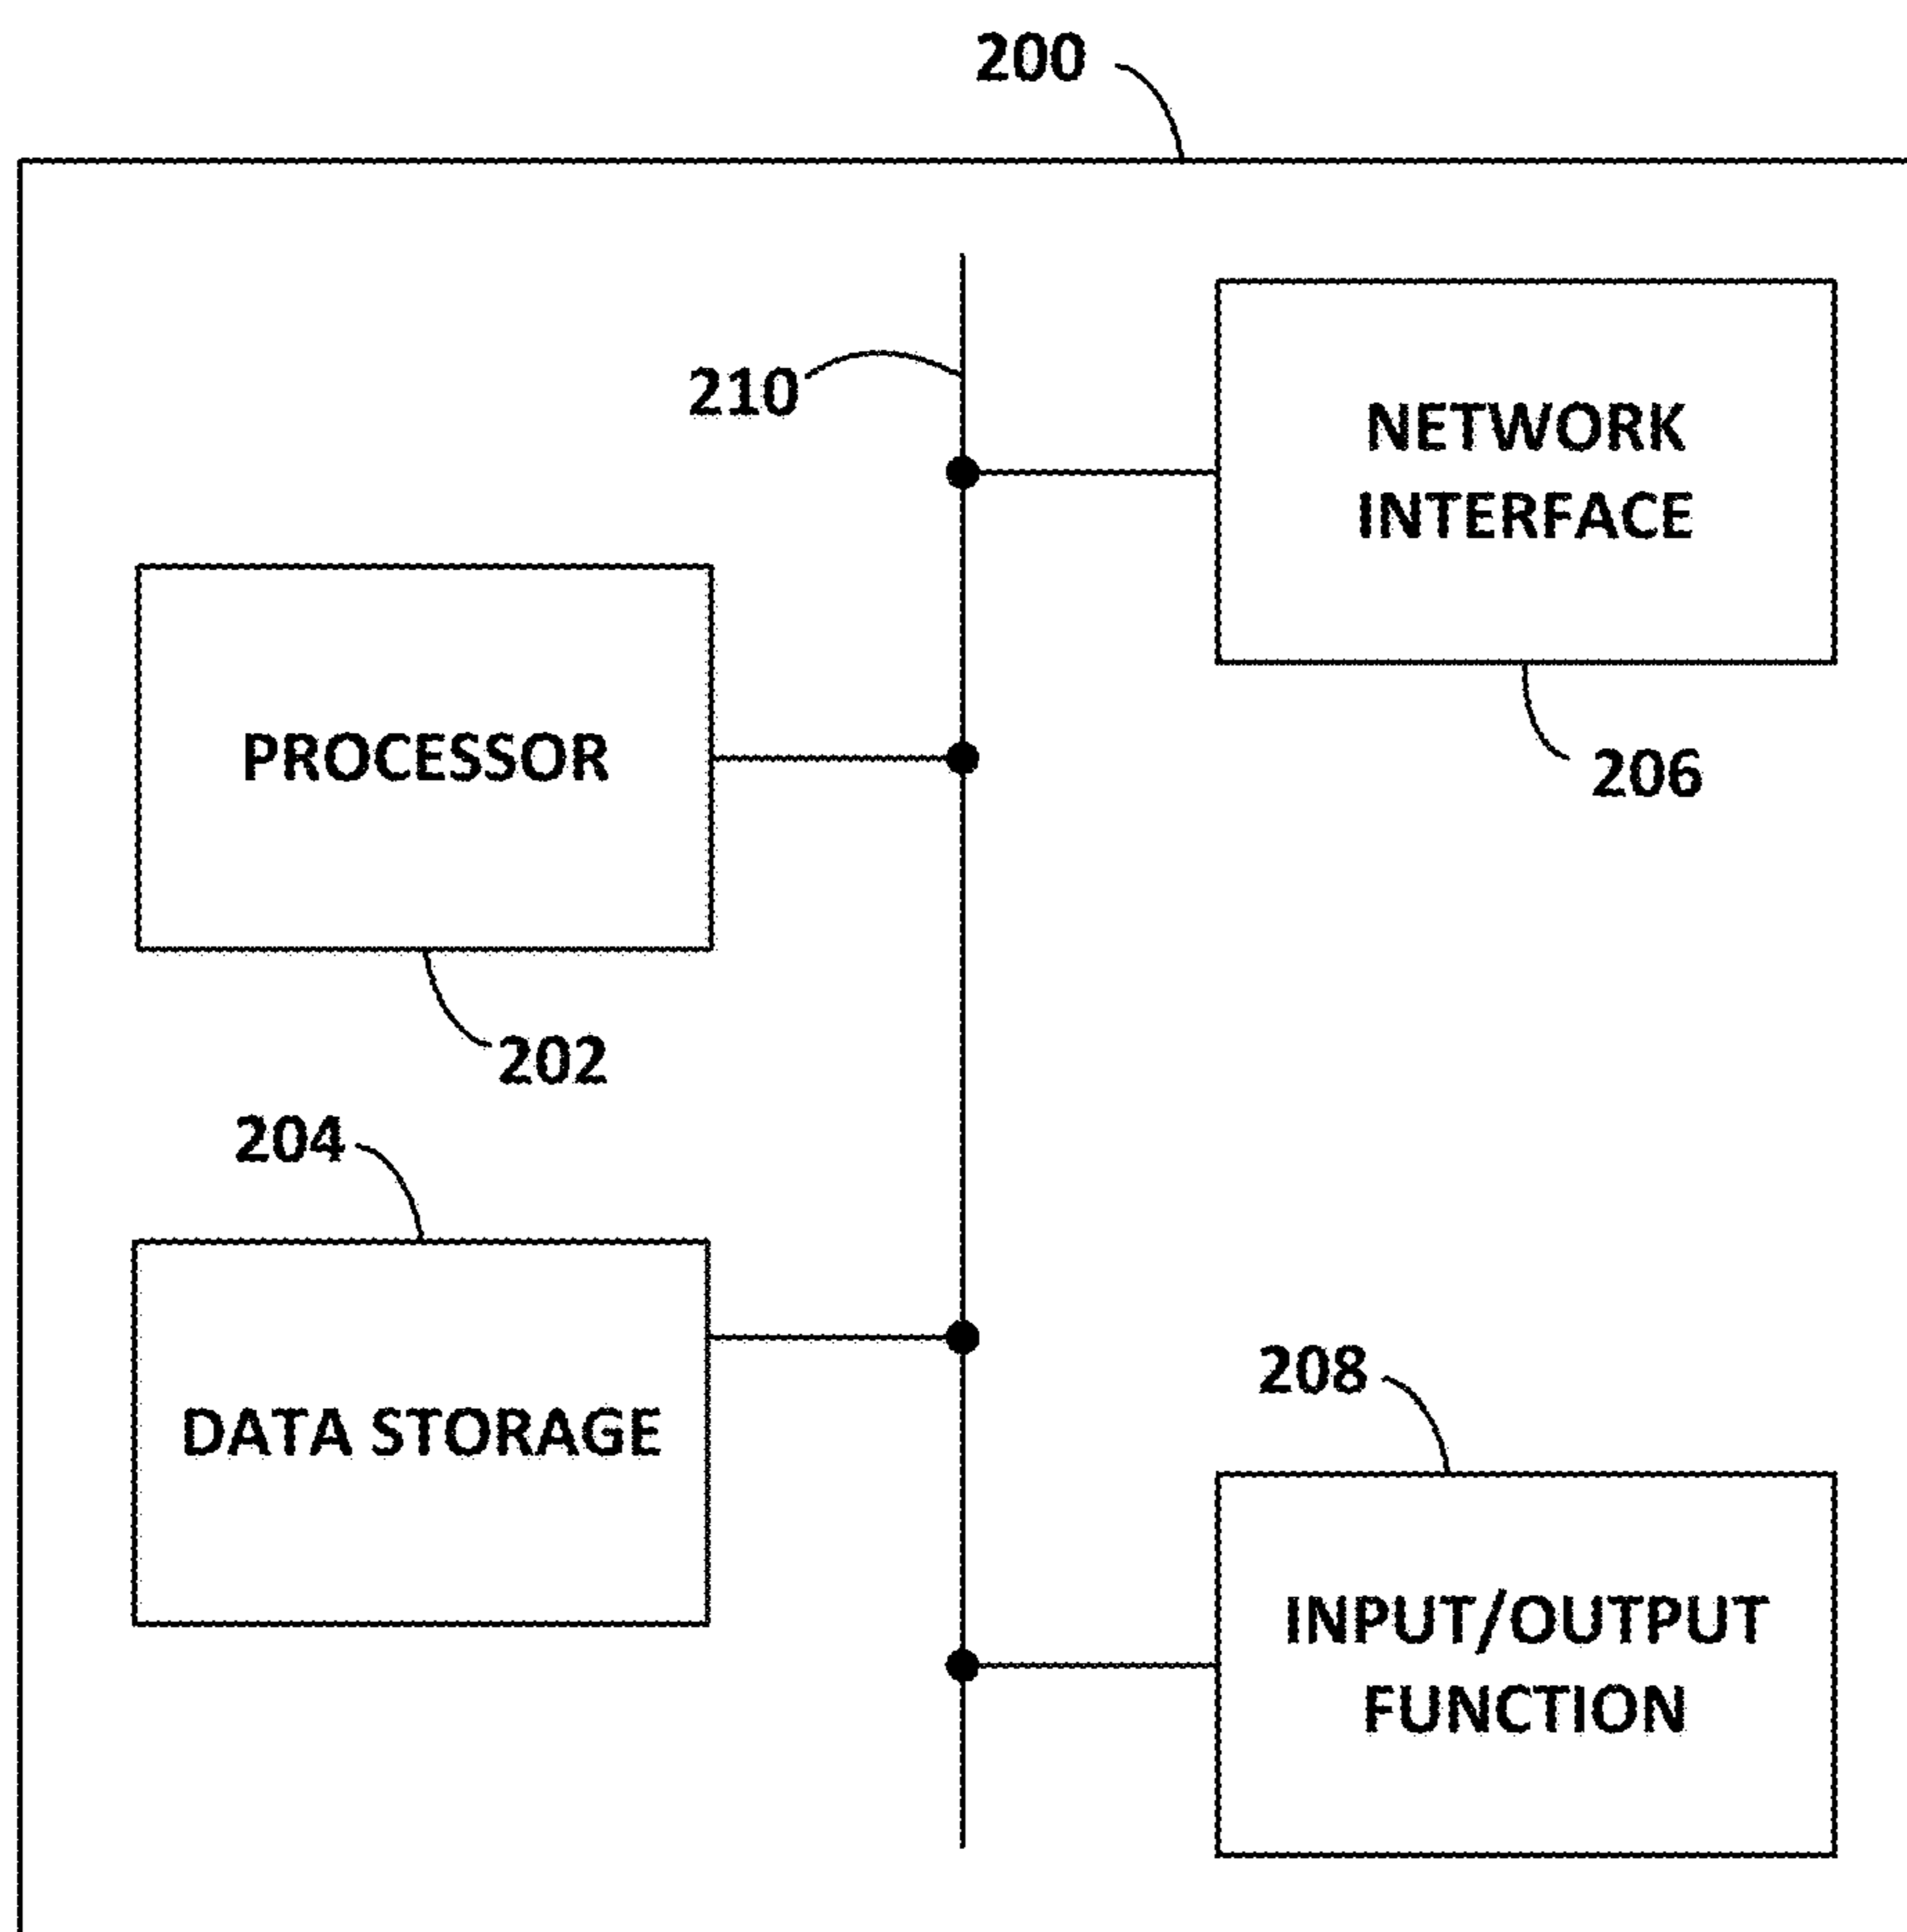 200
210
NETWORK
INTERFACE
206
PROCESSOR
202
204
DATA STORAGE
208
INPUT/OUTPUT
FUNCTION